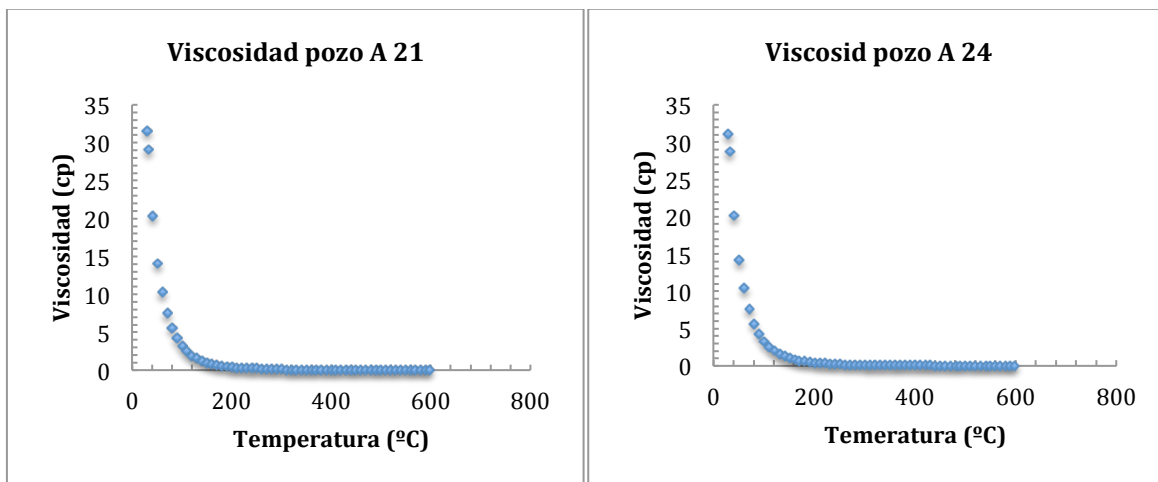 Viscosidad pozo A 21
35
30
25
20
15
10
5
0
0 200 400 600 800
Viscosidad (cp)
Temperatura (ºC)
Viscosid pozo A 24
35
30
25
20
15
10
5
0
0 200 400 600 800
Viscosidad (cp)
Temeratura (ºC)